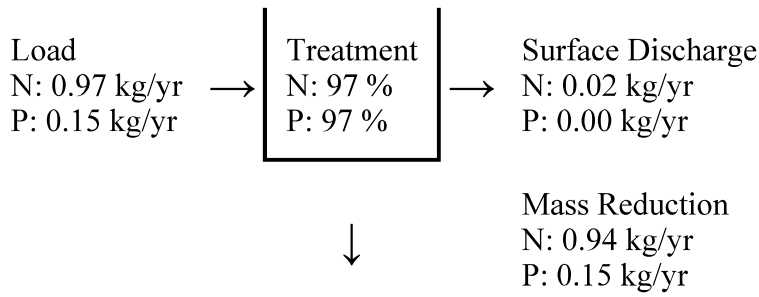 Load
N: 0.97 kg/yr
P: 0.15 kg/yr
→
Treatment
N: 97 %
P: 97 %
→
Surface Discharge
N: 0.02 kg/yr
P: 0.00 kg/yr
↓
Mass Reduction
N: 0.94 kg/yr
P: 0.15 kg/yr